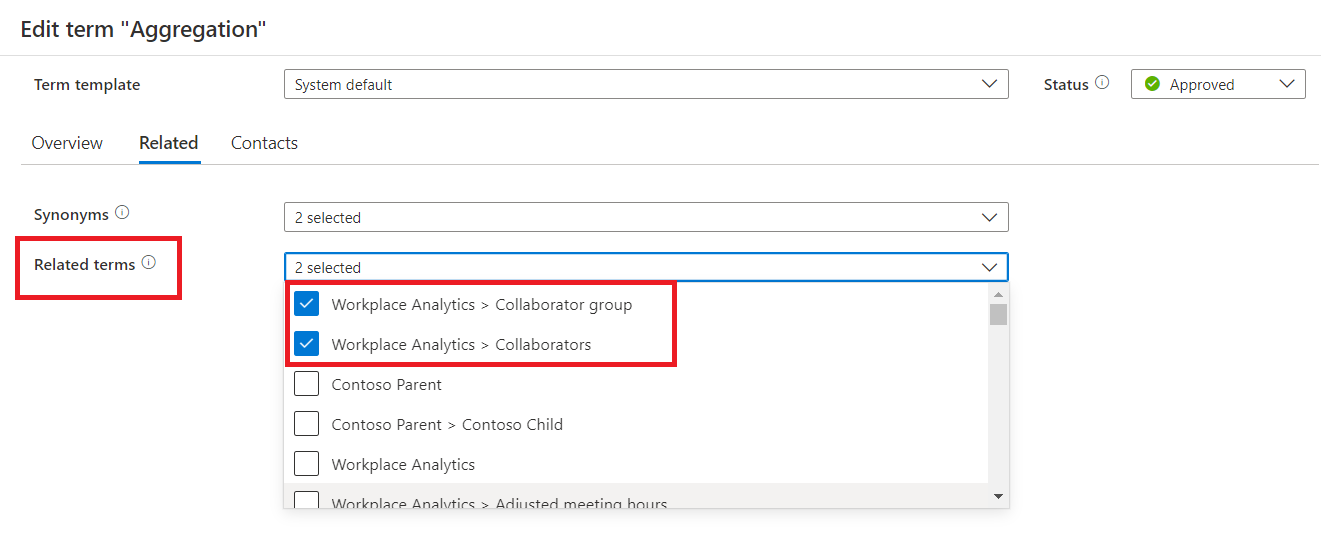 Edit term "Aggregation"
Term template System default Status Approved
Overview Related Contacts
Synonyms 2 selected
Related terms 2 selected
Workplace Analytics > Collaborator group
Workplace Analytics > Collaborators
Contoso Parent
Contoso Parent > Contoso Child
Workplace Analytics
Workplace Analytics > Adjusted meeting hours